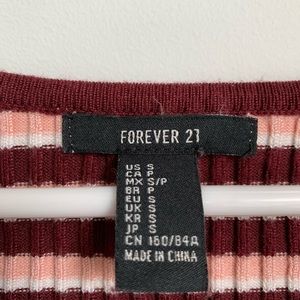 FOREVER 21
US S
CA P
MX S/P
BR P
EU S
UK S
KR S
JP S
CN 160/84A
MADE IN CHINA